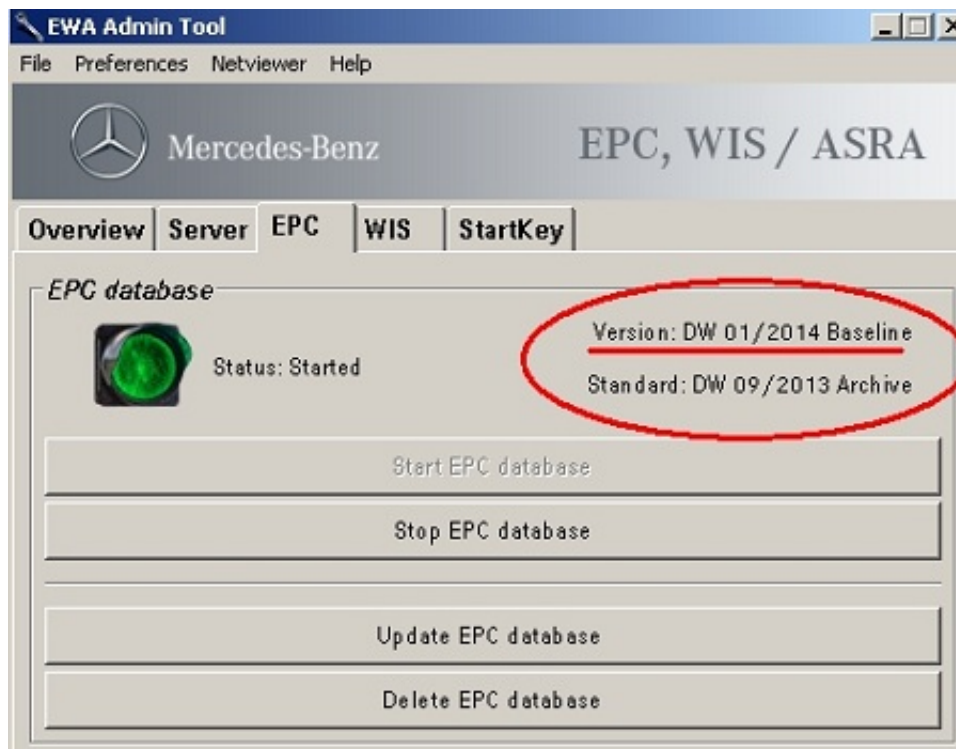 EWA Admin Tool
File Preferences Netviewer Help
Mercedes-Benz
EPC, WIS / ASRA
Overview Server EPC WIS StartKey
EPC database
Version: DW 01/2014 Baseline
Status: Started
Standard: DW 09/2013 Archive
Start EPC database
Stop EPC database
Update EPC database
Delete EPC database